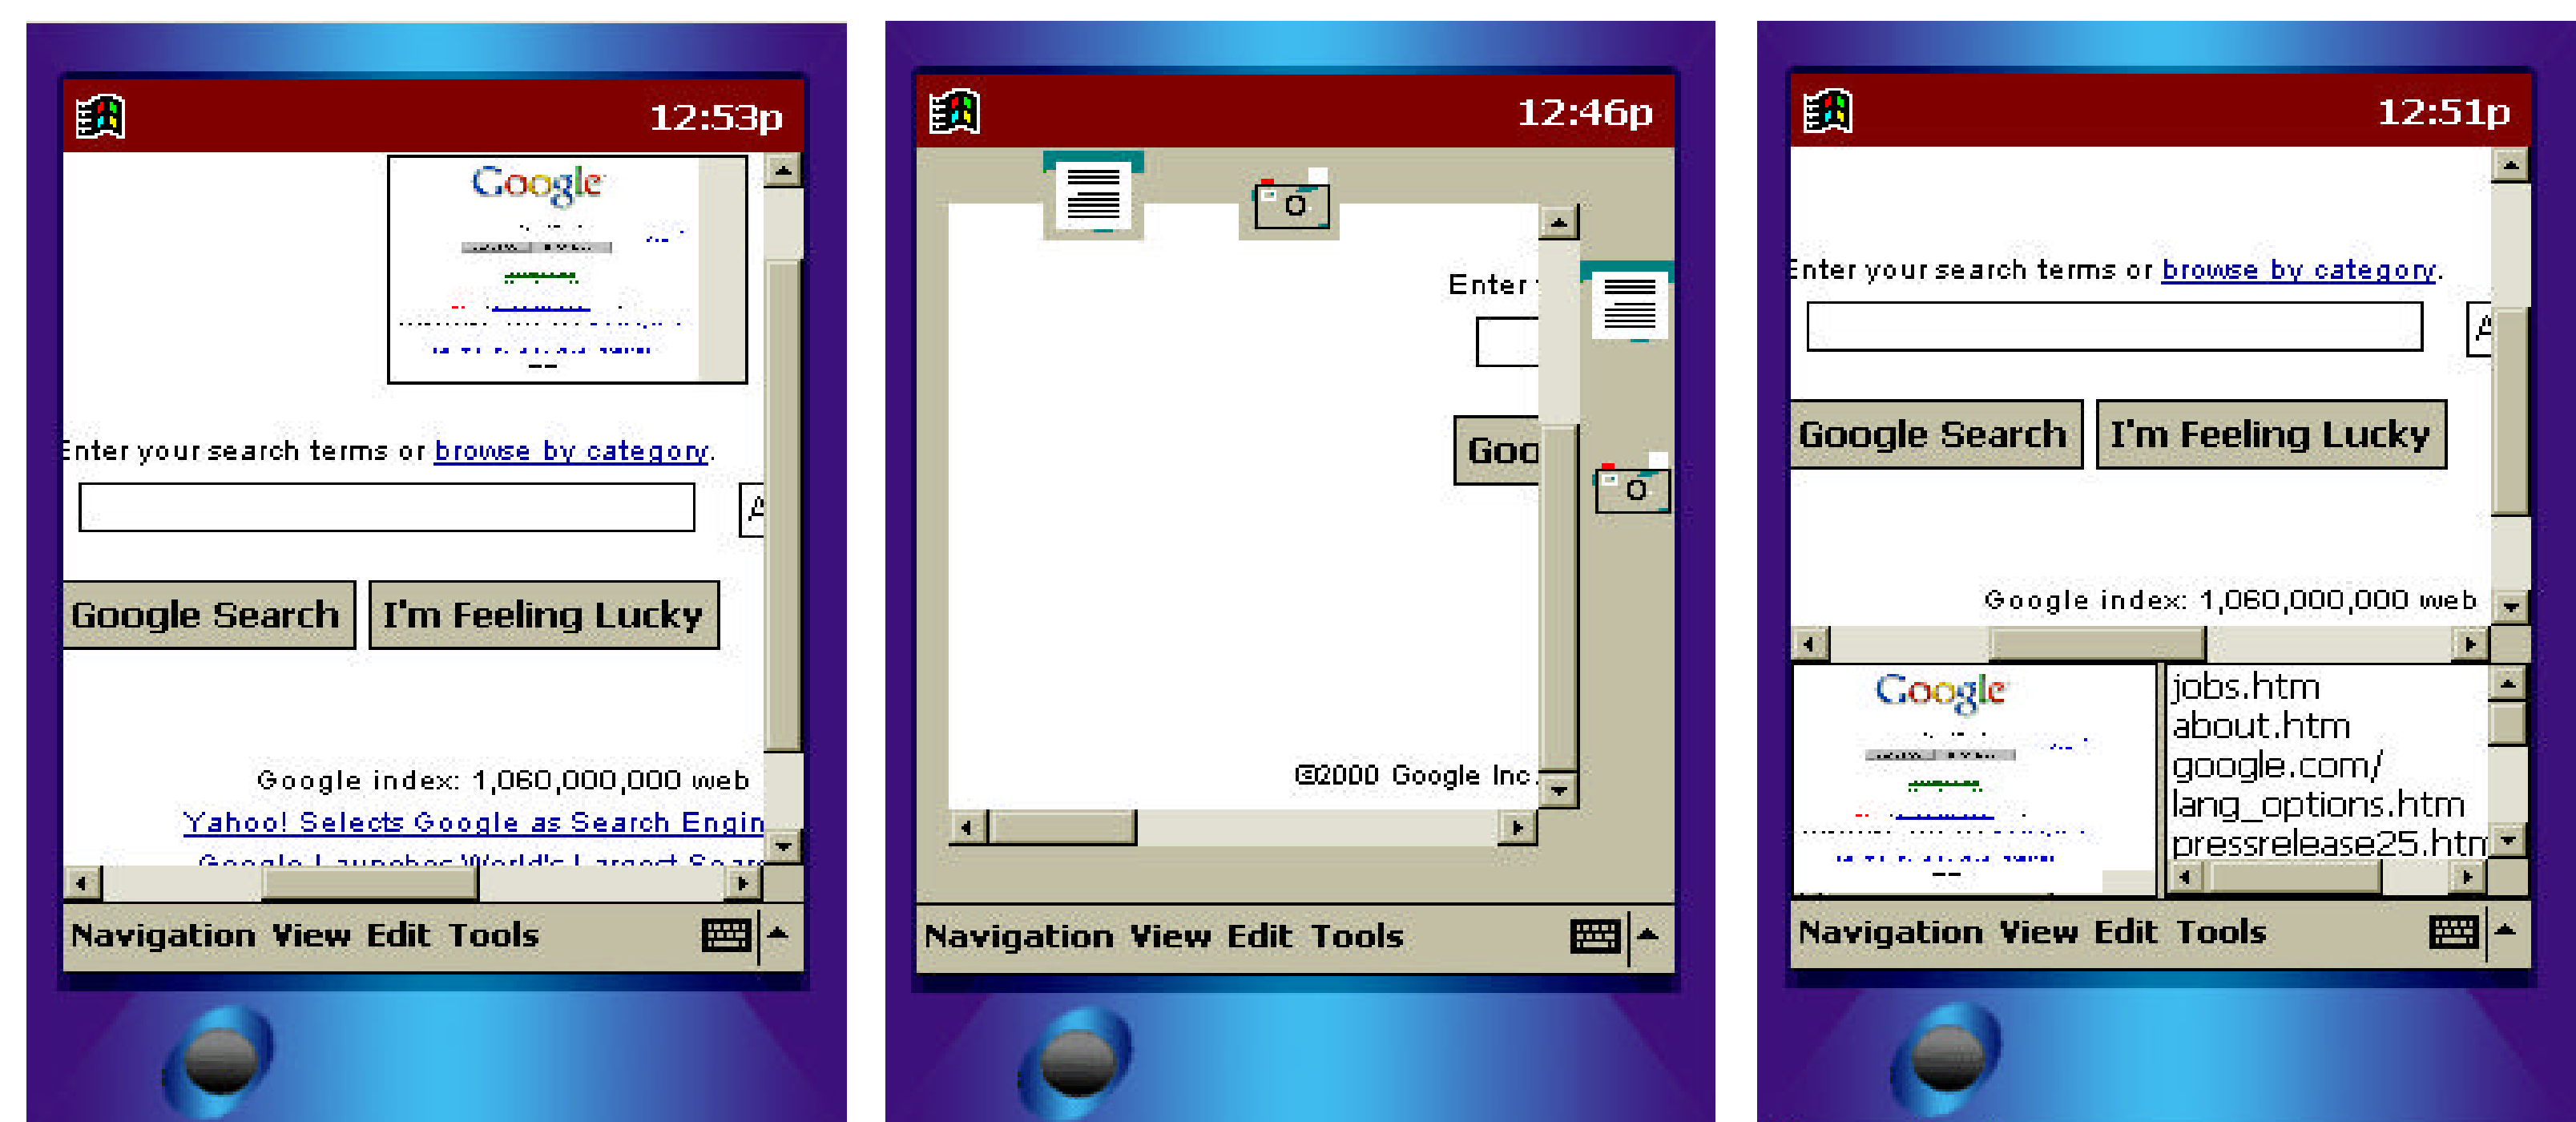 12:53p
Google
Enter your search terms or browse by category.
Google Search I'm Feeling Lucky
Google index: 1,060,000,000 web
Yahoo! Selects Google as Search Engin
Navigation View Edit Tools
12:46p
Enter
Goo
©2000 Google Inc.
Navigation View Edit Tools
12:51p
Enter your search terms or browse by category.
Google Search I'm Feeling Lucky
Google index: 1,060,000,000 web
Google
jobs.htm
about.htm
google.com/
lang_options.htm
pressrelease25.htm
Navigation View Edit Tools